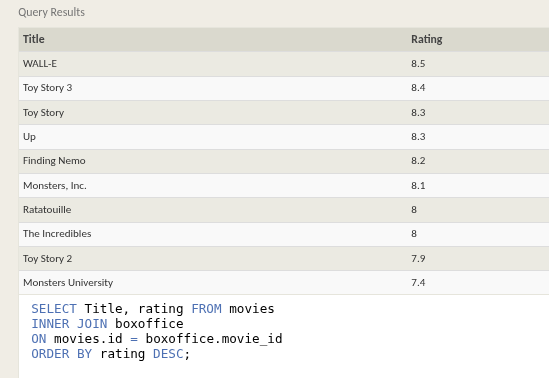 Query Results
Title Rating
WALL-E 8.5
Toy Story 3 8.4
Toy Story 8.3
Up 8.3
Finding Nemo 8.2
Monsters, Inc. 8.1
Ratatouille 8
The Incredibles 8
Toy Story 2 7.9
Monsters University 7.4
SELECT Title, rating FROM movies
INNER JOIN boxoffice
ON movies.id = boxoffice.movie_id
ORDER BY rating DESC;